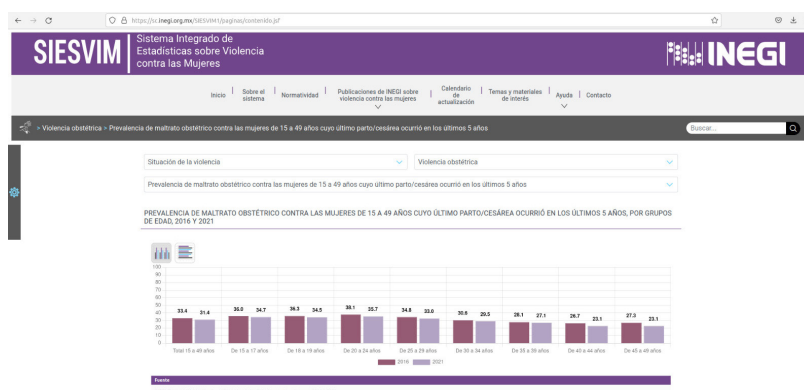 https://sc.inegi.org.mx/SIESVIM1/paginas/contenido.jsf
SIESVIM
Sistema Integrado de
Estadísticas sobre Violencia
contra las Mujeres
INEGI
Inicio
Sobre el
sistema
Normatividad
Publicaciones de INEGI sobre
violencia contra las mujeres
Calendario
de
actualización
Temas y materiales
de interés
Ayuda
Contacto
> Violencia obstétrica > Prevalencia de maltrato obstétrico contra las mujeres de 15 a 49 años cuyo último parto/cesárea ocurrió en los últimos 5 años
Buscar...
Situación de la violencia
Violencia obstétrica
Prevalencia de maltrato obstétrico contra las mujeres de 15 a 49 años cuyo último parto/cesárea ocurrió en los últimos 5 años
PREVALENCIA DE MALTRATO OBSTÉTRICO CONTRA LAS MUJERES DE 15 A 49 AÑOS CUYO ÚLTIMO PARTO/CESÁREA OCURRIÓ EN LOS ÚLTIMOS 5 AÑOS, POR GRUPOS
DE EDAD, 2016 Y 2021
100
90
80
70
60
50
40
30
20
10
0
33.4 31.4 36.0 34.7 36.3 34.5 38.1 35.7 34.8 33.0 30.6 29.5 28.1 27.1 26.7 23.1 27.3 23.1
Total 15 a 49 años De 15 a 17 años De 18 a 19 años De 20 a 24 años De 25 a 29 años De 30 a 34 años De 35 a 39 años De 40 a 44 años De 45 a 49 años
2016 2021
Fuente